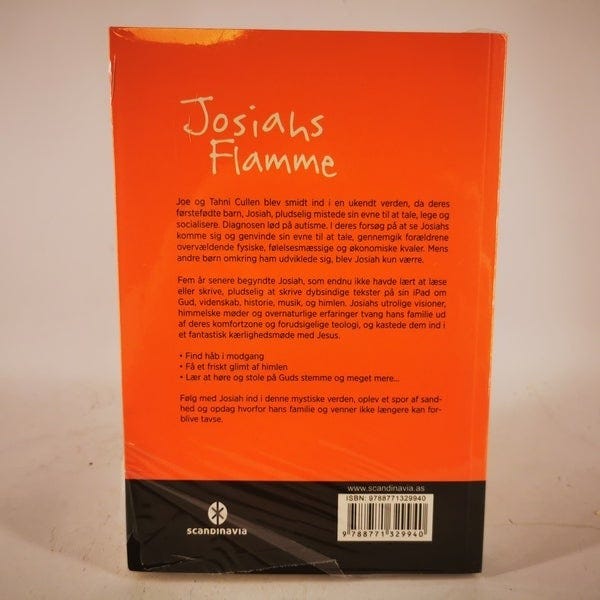 Josiahs
Flamme
Joe og Tahni Cullen blev smidt ind i en ukendt verden, da deres
førstefødte barn, Josiah, pludselig mistede sin evne til at tale, lege og
socialisere. Diagnosen lød på autisme. I deres forsøg på at se Josiahs
komme sig og genvinde sin evne til at tale, gennemgik forældrene
overvældende fysiske, følelsesmæssige og økonomiske kvaler. Mens
andre børn omkring ham udviklede sig, blev Josiah kun værre.
Fem år senere begyndte Josiah, som endnu ikke havde lært at læse
eller skrive, pludselig at skrive dybsindige tekster på sin iPad om
Gud, videnskab, historie, musik, og himlen. Josiahs utrolige visioner,
himmelske møder og overnaturlige erfaringer tvang hans familie ud
af deres komfortzone og forudsigelige teologi, og kastede dem ind i
et fantastisk kærlighedsmøde med Jesus.
• Find håb i modgang
• Få et friskt glimt af himlen
• Lær at høre og stole på Guds stemme og meget mere...
Følg med Josiah ind i denne mystiske verden, oplev et spor af sand-
hed og opdag hvorfor hans familie og venner ikke længere kan for-
blive tavse.
www.scandinavia.as
ISBN: 9788771329940
9 788771 329940
SCANDINAVIA